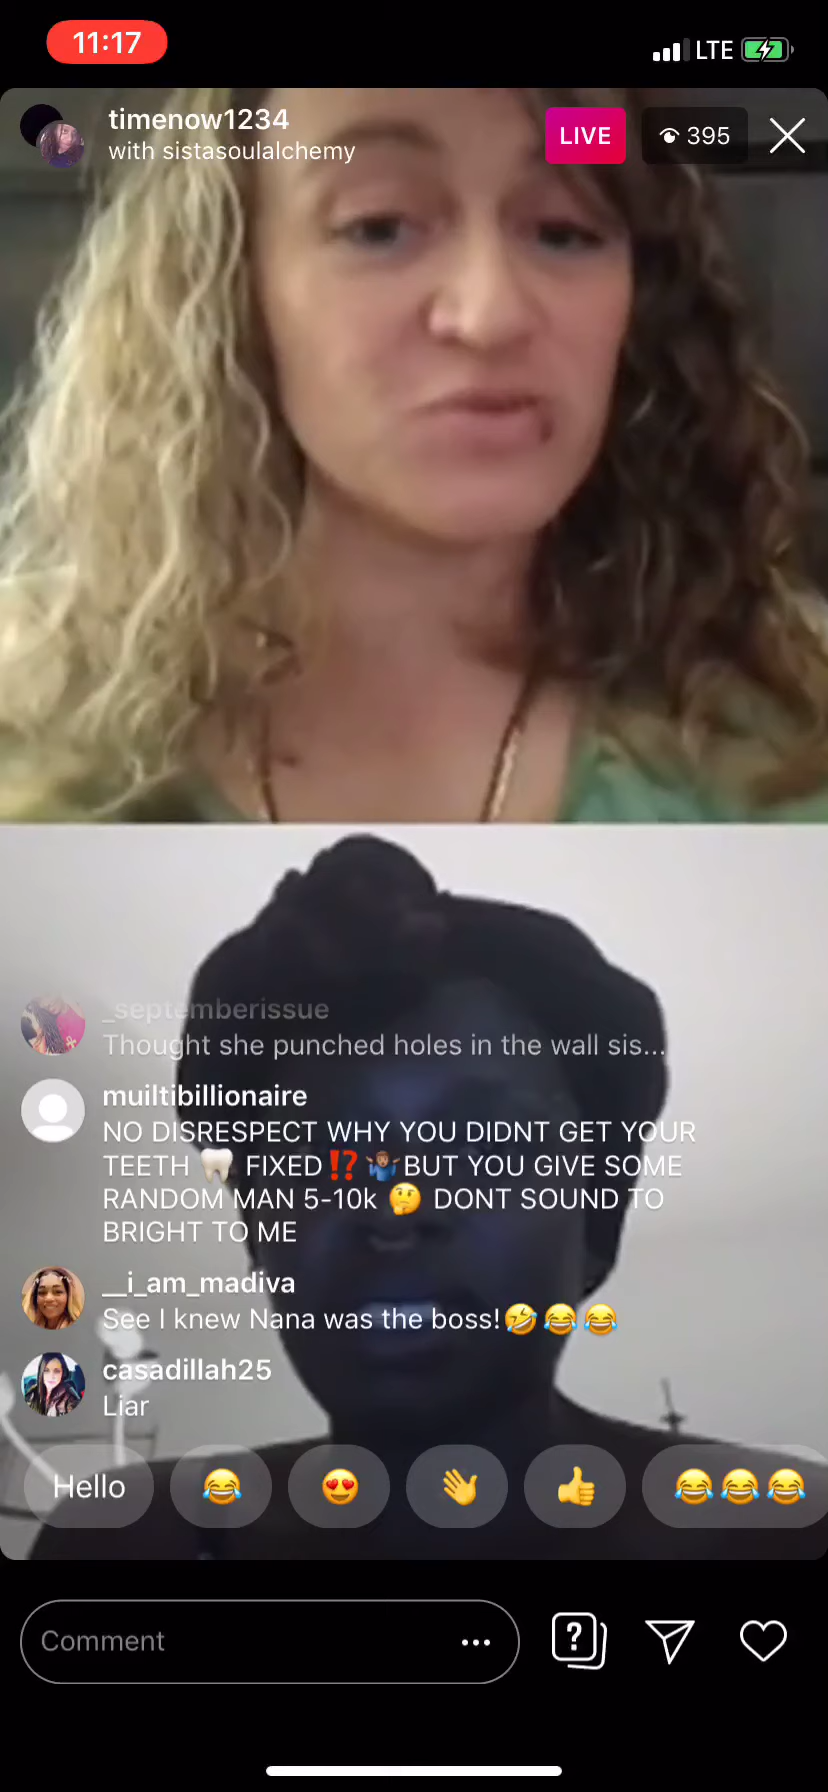 11:17
LTE
timenow1234
with sistasoulalchemy
LIVE
395
_septemberissue
Thought she punched holes in the wall sis...
muiltibillionaire
NO DISRESPECT WHY YOU DIDNT GET YOUR
TEETH 🦷 FIXED⁉️🤷🏽‍♂️BUT YOU GIVE SOME
RANDOM MAN 5-10k 🤔 DONT SOUND TO
BRIGHT TO ME
__i_am_madiva
See I knew Nana was the boss!🤣😂😂
casadillah25
Liar
Hello 😂 😍 👋 👍 😂😂😂
Comment